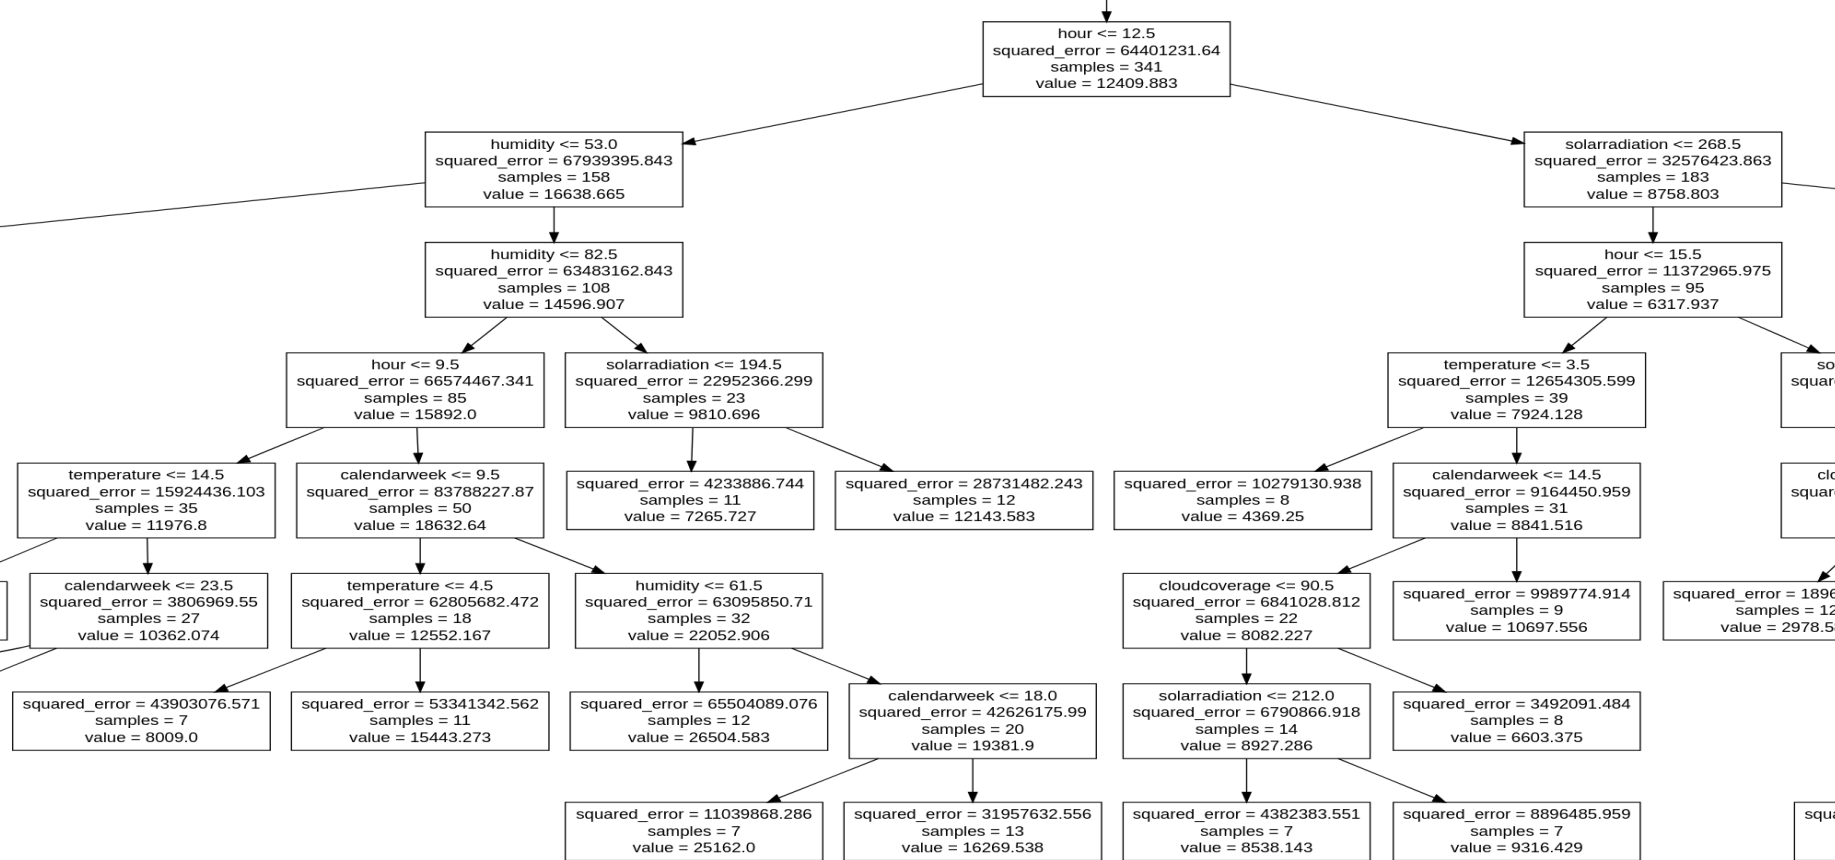 hour <= 12.5
squared_error = 64401231.64
samples = 341
value = 12409.883
humidity <= 53.0
squared_error = 67939395.843
samples = 158
value = 16638.665
solarradiation <= 268.5
squared_error = 32576423.863
samples = 183
value = 8758.803
humidity <= 82.5
squared_error = 63483162.843
samples = 108
value = 14596.907
hour <= 15.5
squared_error = 11372965.975
samples = 95
value = 6317.937
hour <= 9.5
squared_error = 66574467.341
samples = 85
value = 15892.0
solarradiation <= 194.5
squared_error = 22952366.299
samples = 23
value = 9810.696
temperature <= 3.5
squared_error = 12654305.599
samples = 39
value = 7924.128
so
squar
temperature <= 14.5
squared_error = 15924436.103
samples = 35
value = 11976.8
calendarweek <= 9.5
squared_error = 83788227.87
samples = 50
value = 18632.64
squared_error = 4233886.744
samples = 11
value = 7265.727
squared_error = 28731482.243
samples = 12
value = 12143.583
squared_error = 10279130.938
samples = 8
value = 4369.25
calendarweek <= 14.5
squared_error = 9164450.959
samples = 31
value = 8841.516
clo
squar
calendarweek <= 23.5
squared_error = 3806969.55
samples = 27
value = 10362.074
temperature <= 4.5
squared_error = 62805682.472
samples = 18
value = 12552.167
humidity <= 61.5
squared_error = 63095850.71
samples = 32
value = 22052.906
cloudcoverage <= 90.5
squared_error = 6841028.812
samples = 22
value = 8082.227
squared_error = 9989774.914
samples = 9
value = 10697.556
squared_error = 1896
samples = 12
value = 2978.5
squared_error = 43903076.571
samples = 7
value = 8009.0
squared_error = 53341342.562
samples = 11
value = 15443.273
squared_error = 65504089.076
samples = 12
value = 26504.583
calendarweek <= 18.0
squared_error = 42626175.99
samples = 20
value = 19381.9
solarradiation <= 212.0
squared_error = 6790866.918
samples = 14
value = 8927.286
squared_error = 3492091.484
samples = 8
value = 6603.375
squared_error = 11039868.286
samples = 7
value = 25162.0
squared_error = 31957632.556
samples = 13
value = 16269.538
squared_error = 4382383.551
samples = 7
value = 8538.143
squared_error = 8896485.959
samples = 7
value = 9316.429
squa